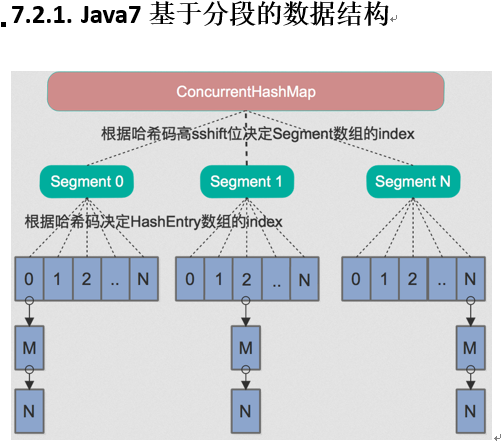 7.2.1. Java7 基于分段的数据结构
ConcurrentHashMap
根据哈希码高sshift位决定Segment数组的index
Segment 0 Segment 1 Segment N
根据哈希码决定HashEntry数组的index
0 1 2 .. N 0 1 2 .. N 0 1 2 .. N
M M M
N N N